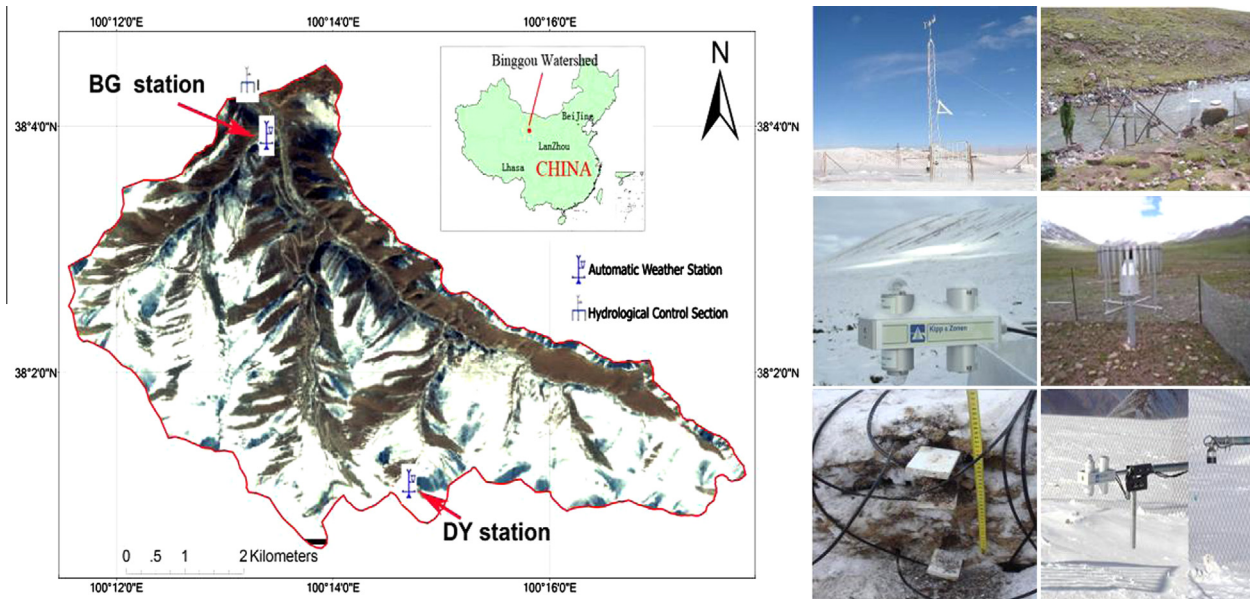 100°12'0"E 100°14'0"E 100°16'0"E
BG station
Binggou Watershed
BeiJing
LanZhou
Lhasa
CHINA
N
38°4'0"N 38°4'0"N
Automatic Weather Station
Hydrological Control Section
38°2'0"N 38°2'0"N
DY station
0 .5 1 2 Kilometers
100°12'0"E 100°14'0"E 100°16'0"E
Kipp & Zonen